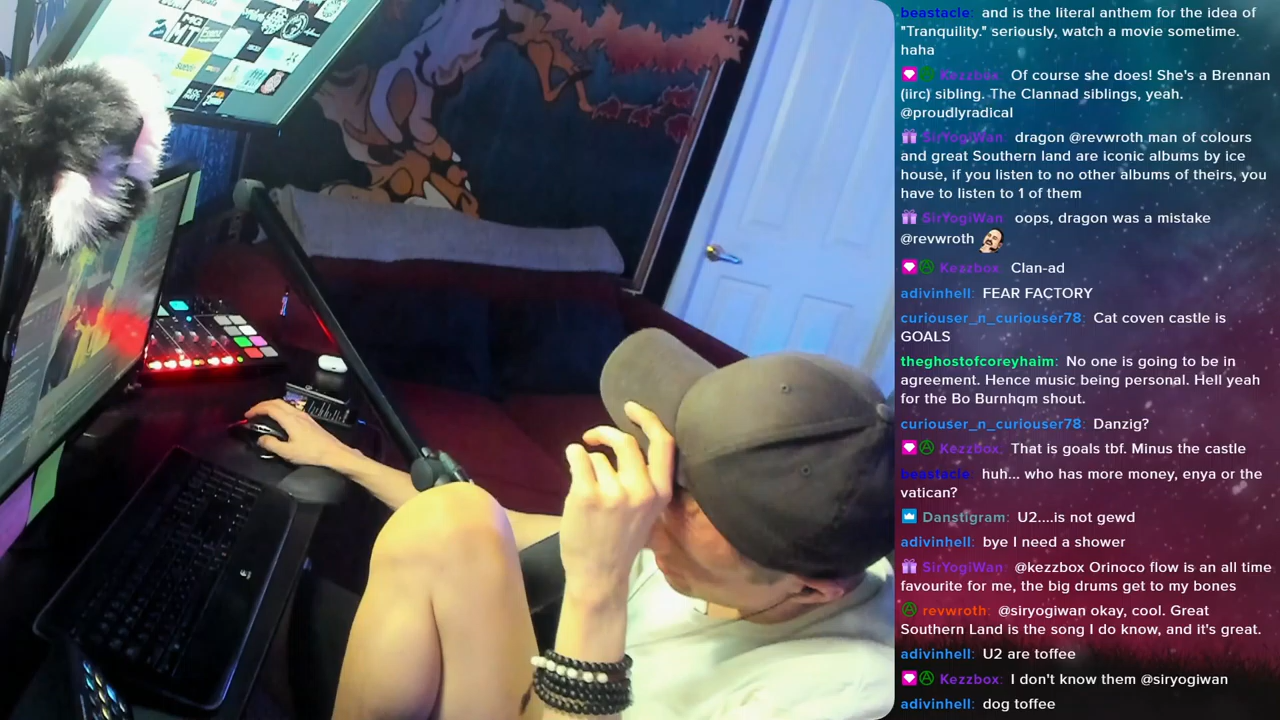 beastacle: and is the literal anthem for the idea of
"Tranquility." seriously, watch a movie sometime.
haha
Kezzbox: Of course she does! She's a Brennan
(iirc) sibling. The Clannad siblings, yeah.
@proudlyradical
SirYogiWan: dragon @revwroth man of colours
and great Southern land are iconic albums by ice
house, if you listen to no other albums of theirs, you
have to listen to 1 of them
SirYogiWan: oops, dragon was a mistake
@revwroth
Kezzbox: Clan-ad
adivinhell: FEAR FACTORY
curiouser_n_curiouser78: Cat coven castle is
GOALS
theghostofcoreyhaim: No one is going to be in
agreement. Hence music being personal. Hell yeah
for the Bo Burnhqm shout.
curiouser_n_curiouser78: Danzig?
Kezzbox: That is goals tbf. Minus the castle
beastacle: huh... who has more money, enya or the
vatican?
Danstigram: U2....is not gewd
adivinhell: bye I need a shower
SirYogiWan: @kezzbox Orinoco flow is an all time
favourite for me, the big drums get to my bones
revwroth: @siryogiwan okay, cool. Great
Southern Land is the song I do know, and it's great.
adivinhell: U2 are toffee
Kezzbox: I don't know them @siryogiwan
adivinhell: dog toffee